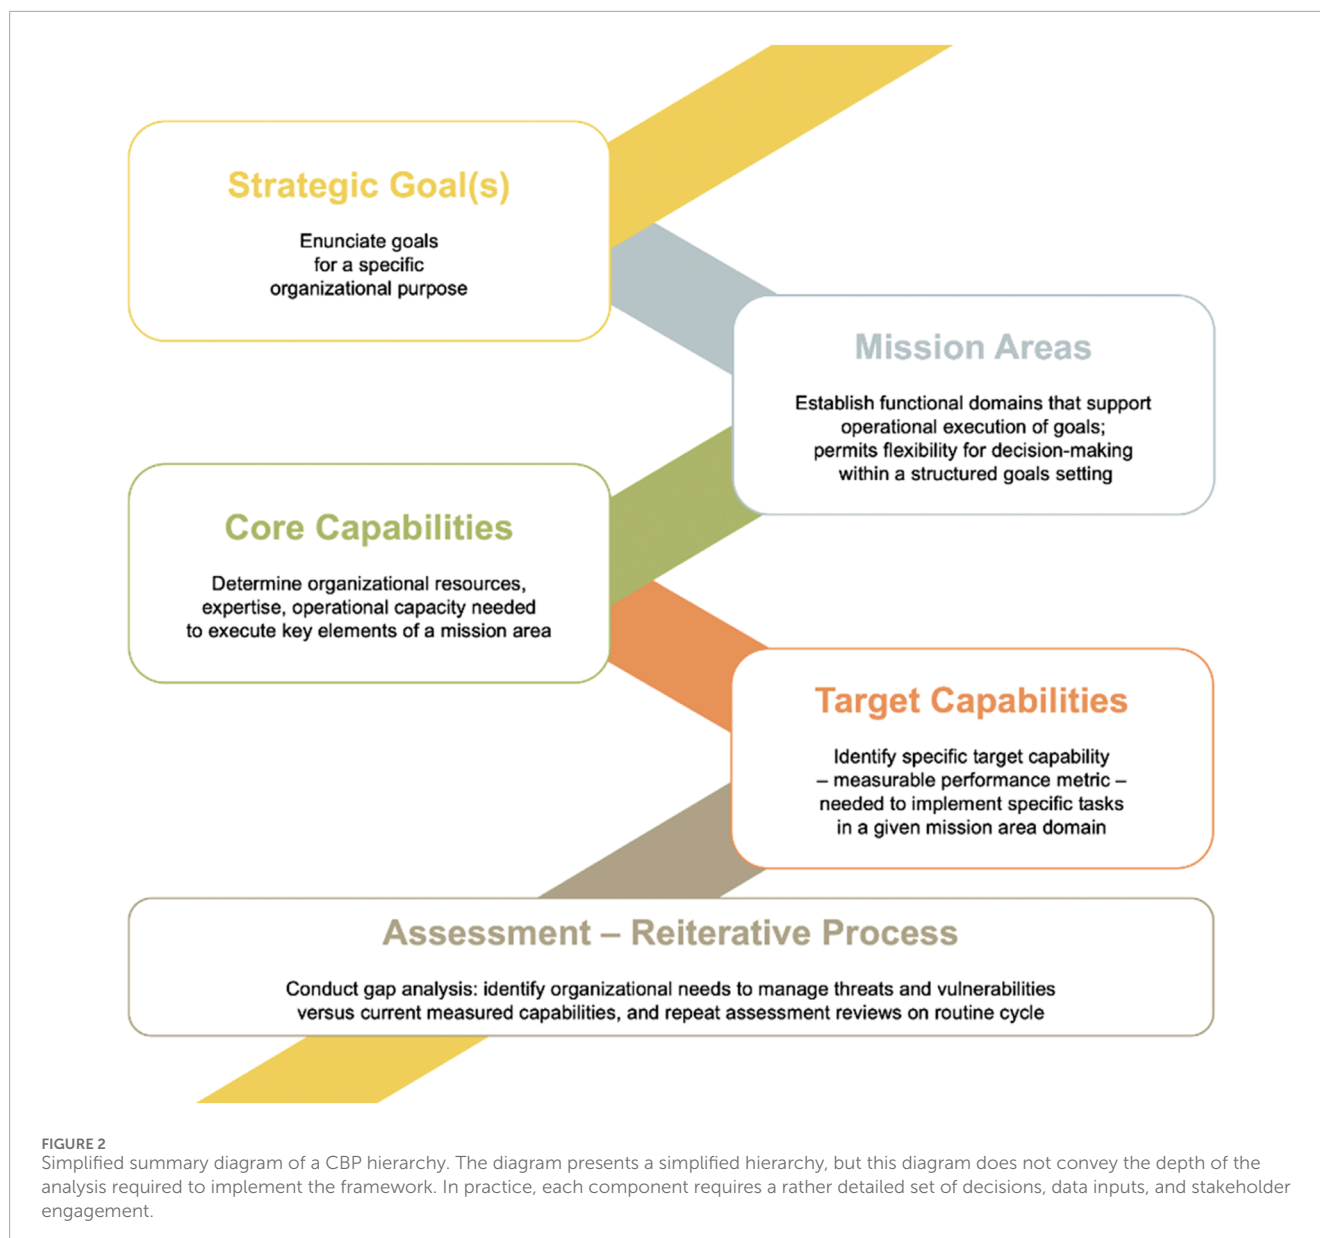 Strategic Goal(s)
Enunciate goals
for a specific
organizational purpose
Mission Areas
Establish functional domains that support
operational execution of goals;
permits flexibility for decision-making
within a structured goals setting
Core Capabilities
Determine organizational resources,
expertise, operational capacity needed
to execute key elements of a mission area
Target Capabilities
Identify specific target capability
– measurable performance metric –
needed to implement specific tasks
in a given mission area domain
Assessment – Reiterative Process
Conduct gap analysis: identify organizational needs to manage threats and vulnerabilities
versus current measured capabilities, and repeat assessment reviews on routine cycle
FIGURE 2
Simplified summary diagram of a CBP hierarchy. The diagram presents a simplified hierarchy, but this diagram does not convey the depth of the
analysis required to implement the framework. In practice, each component requires a rather detailed set of decisions, data inputs, and stakeholder
engagement.